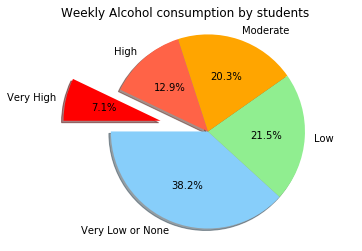 Weekly Alcohol consumption by students
Moderate
High
20.3%
12.9%
Very High
7.1%
21.5%
Low
38.2%
Very Low or None